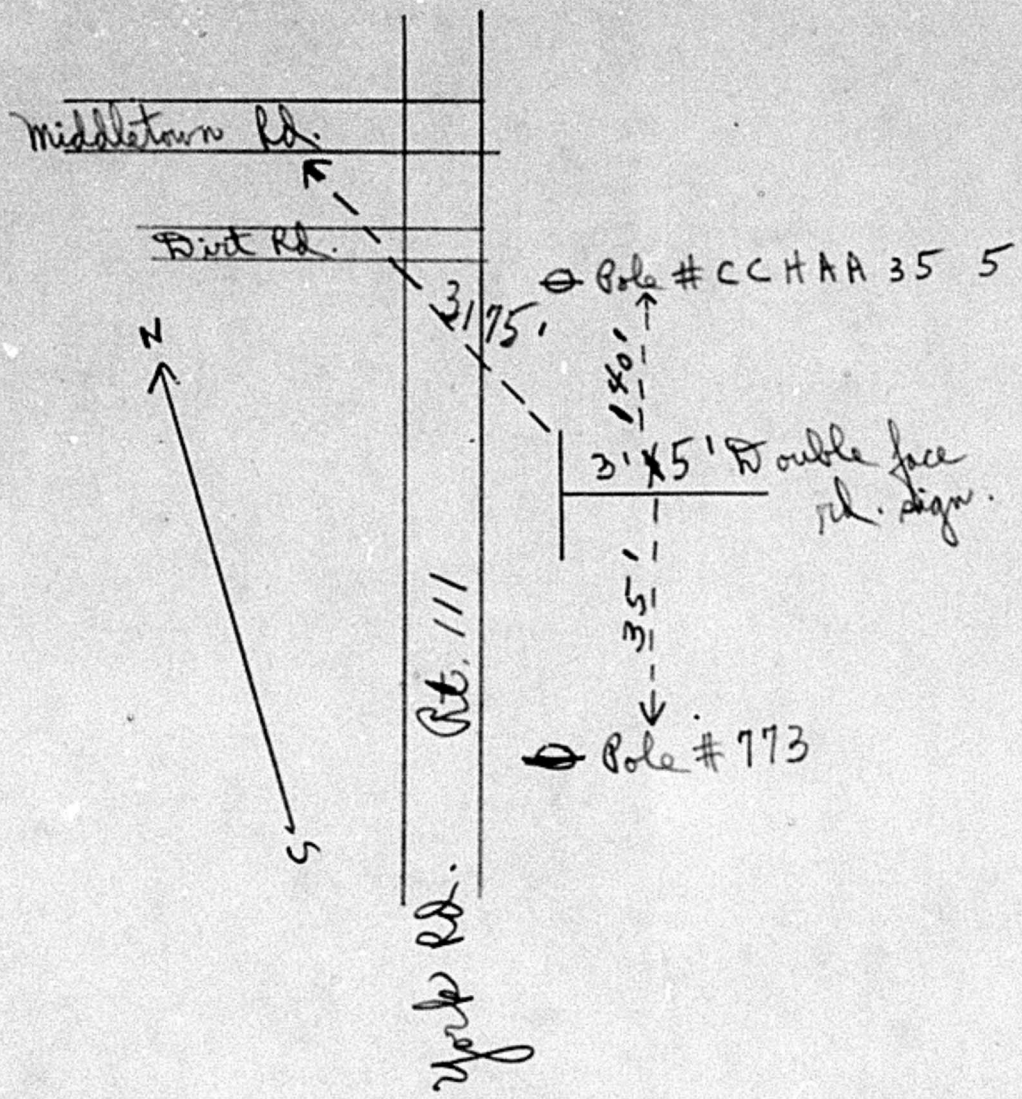 Middletown Rd.
Dirt Rd.
N
Pole # CCHAA 35 5
3175'
140'
3' X 5' Double face
rd. sign.
35'
Rt. 111
Pole # 773
S
York Rd.